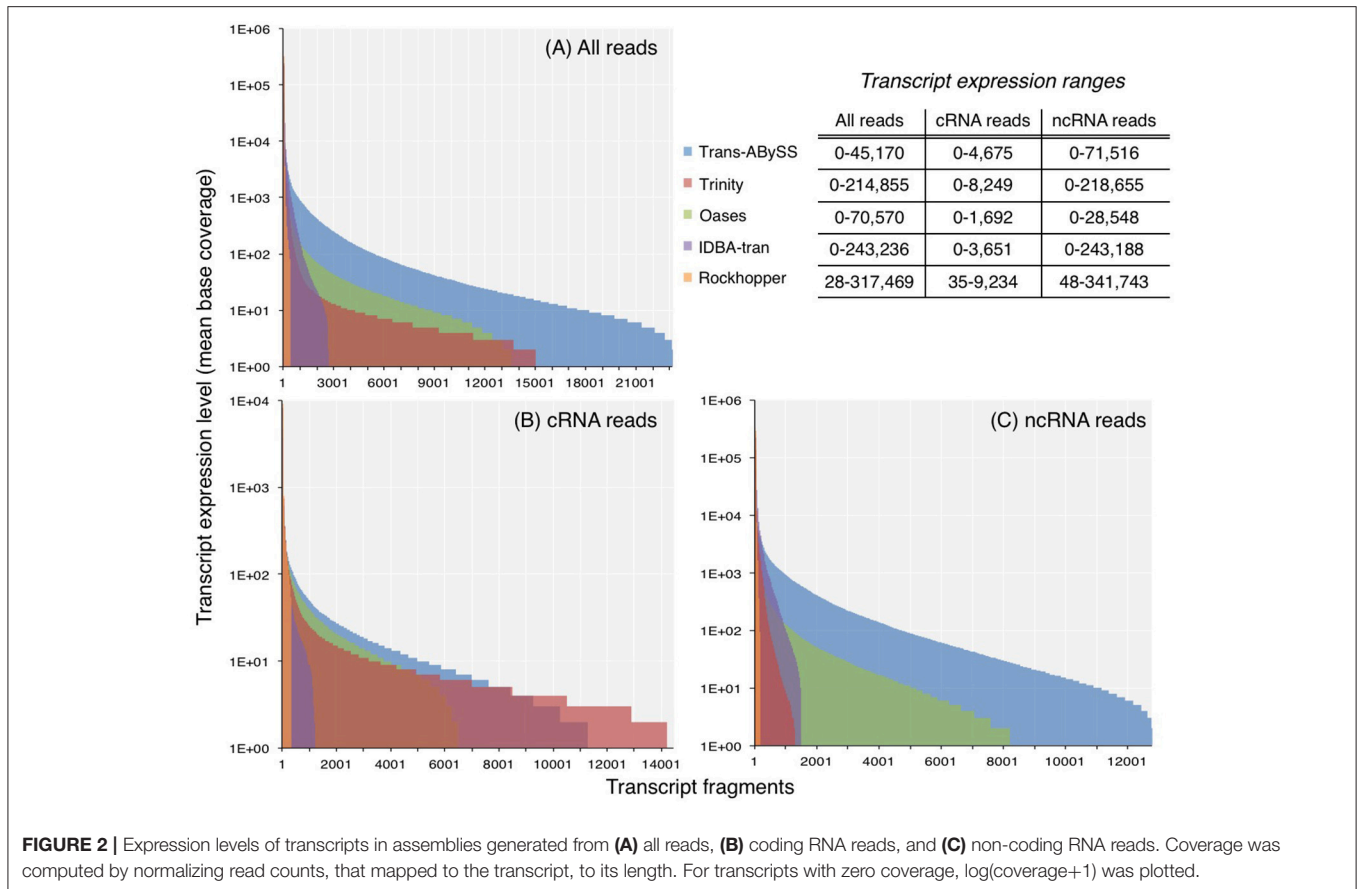 Transcript expression level (mean base coverage)
(A) All reads
1E+06
1E+05
1E+04
1E+03
1E+02
1E+01
1E+00
1 3001 6001 9001 12001 15001 18001 21001
Transcript expression ranges
All reads cRNA reads ncRNA reads
Trans-ABySS 0-45,170 0-4,675 0-71,516
Trinity 0-214,855 0-8,249 0-218,655
Oases 0-70,570 0-1,692 0-28,548
IDBA-tran 0-243,236 0-3,651 0-243,188
Rockhopper 28-317,469 35-9,234 48-341,743
(B) cRNA reads
1E+04
1E+03
1E+02
1E+01
1E+00
1 2001 4001 6001 8001 10001 12001 14001
(C) ncRNA reads
1E+06
1E+05
1E+04
1E+03
1E+02
1E+01
1E+00
1 2001 4001 6001 8001 10001 12001
Transcript fragments
FIGURE 2 | Expression levels of transcripts in assemblies generated from (A) all reads, (B) coding RNA reads, and (C) non-coding RNA reads. Coverage was
computed by normalizing read counts, that mapped to the transcript, to its length. For transcripts with zero coverage, log(coverage+1) was plotted.